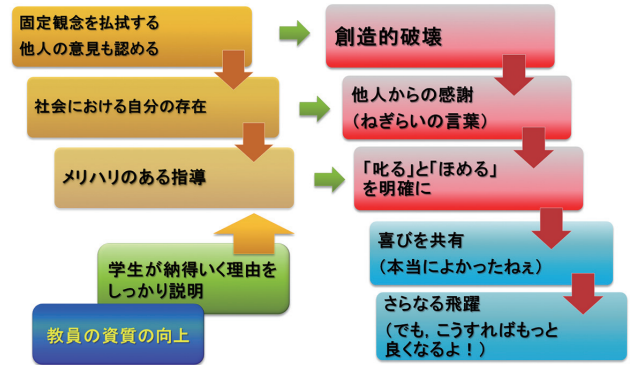 固定観念を払拭する
他人の意見も認める
創造的破壊
社会における自分の存在
他人からの感謝
（ねぎらいの言葉）
メリハリのある指導
「叱る」と「ほめる」
を明確に
喜びを共有
（本当によかったねぇ）
学生が納得いく理由を
しっかり説明
さらなる飛躍
（でも，こうすればもっと
良くなるよ！）
教員の資質の向上